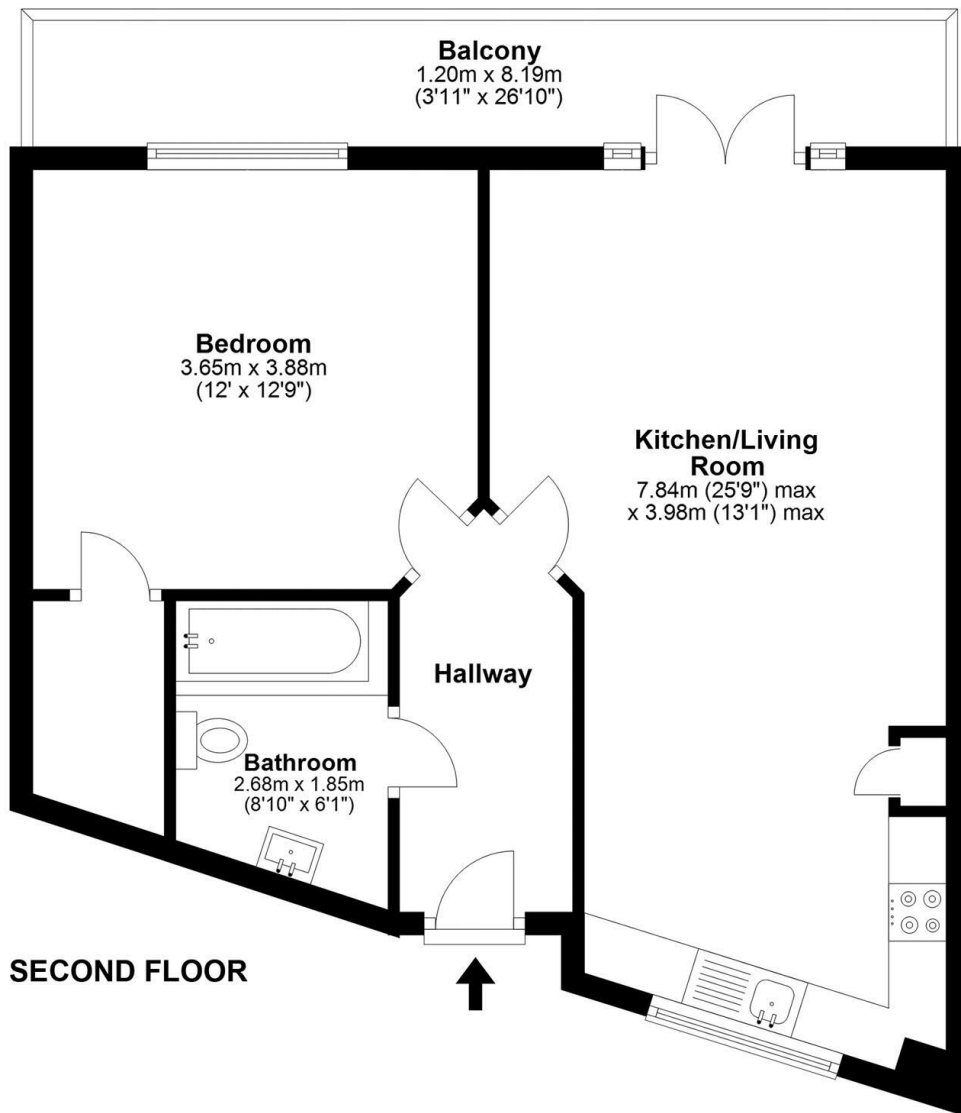 Balcony
1.20m x 8.19m
(3'11" x 26'10")
Bedroom
3.65m x 3.88m
(12' x 12'9")
Kitchen/Living
Room
7.84m (25'9") max
x 3.98m (13'1") max
Hallway
Bathroom
2.68m x 1.85m
(8'10" x 6'1")
SECOND FLOOR